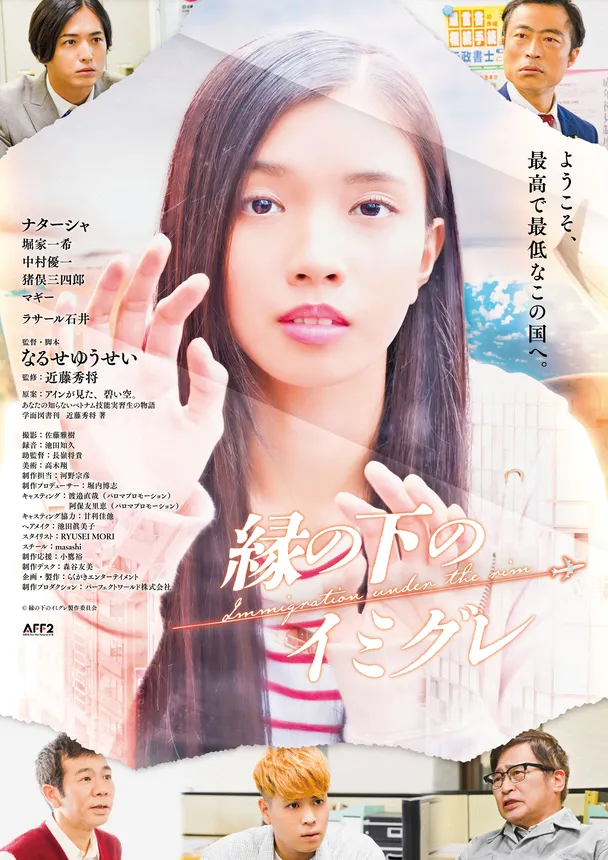 ようこそ、
最高で最低なこの国へ。
ナターシャ
堀家一希
中村優一
猪俣三四郎
マギー
ラサール石井
監督・脚本
なるせゆうせい
監修：近藤秀将
原案：アインが見た、碧い空。
あなたの知らないベトナム技能実習生の物語
学而図書刊　近藤秀将 著
撮影：佐藤雅樹
録音：池田知久
助監督：長嶺将貴
美術：高木翔
制作担当：河野宗彦
制作プロデューサー：堀内博志
キャスティング：渡邉直哉（パロマプロモーション）
阿保友里恵（パロマプロモーション）
キャスティング協力：甘利佳他
ヘアメイク：池田眞美子
スタイリスト：RYUSEI MORI
スチール：masashi
制作応援：小鷹裕
制作デスク：森谷友美
企画・製作：らくがきエンターテイメント
制作プロダクション：パーフェクトワールド株式会社
© 縁の下のイミグレ製作委員会
AFF2
縁の下の
Immigration under the rim
イミグレ